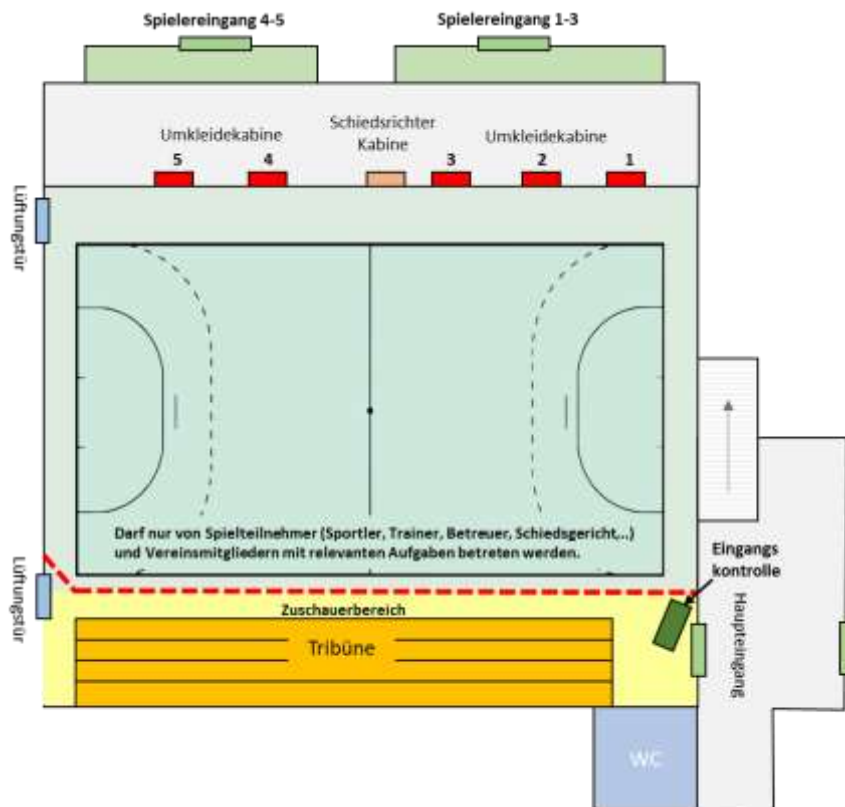 Spielereingang 4-5
Spielereingang 1-3
Umkleidekabine
5
4
Schiedsrichter
Kabine
Umkleidekabine
3
2
1
Lüftungstür
Darf nur von Spielteilnehmer (Sportler, Trainer, Betreuer, Schiedsgericht,..)
und Vereinsmitgliedern mit relevanten Aufgaben betreten werden.
Eingangs
kontrolle
Lüftungstür
Zuschauerbereich
Haupteingang
Tribüne
WC